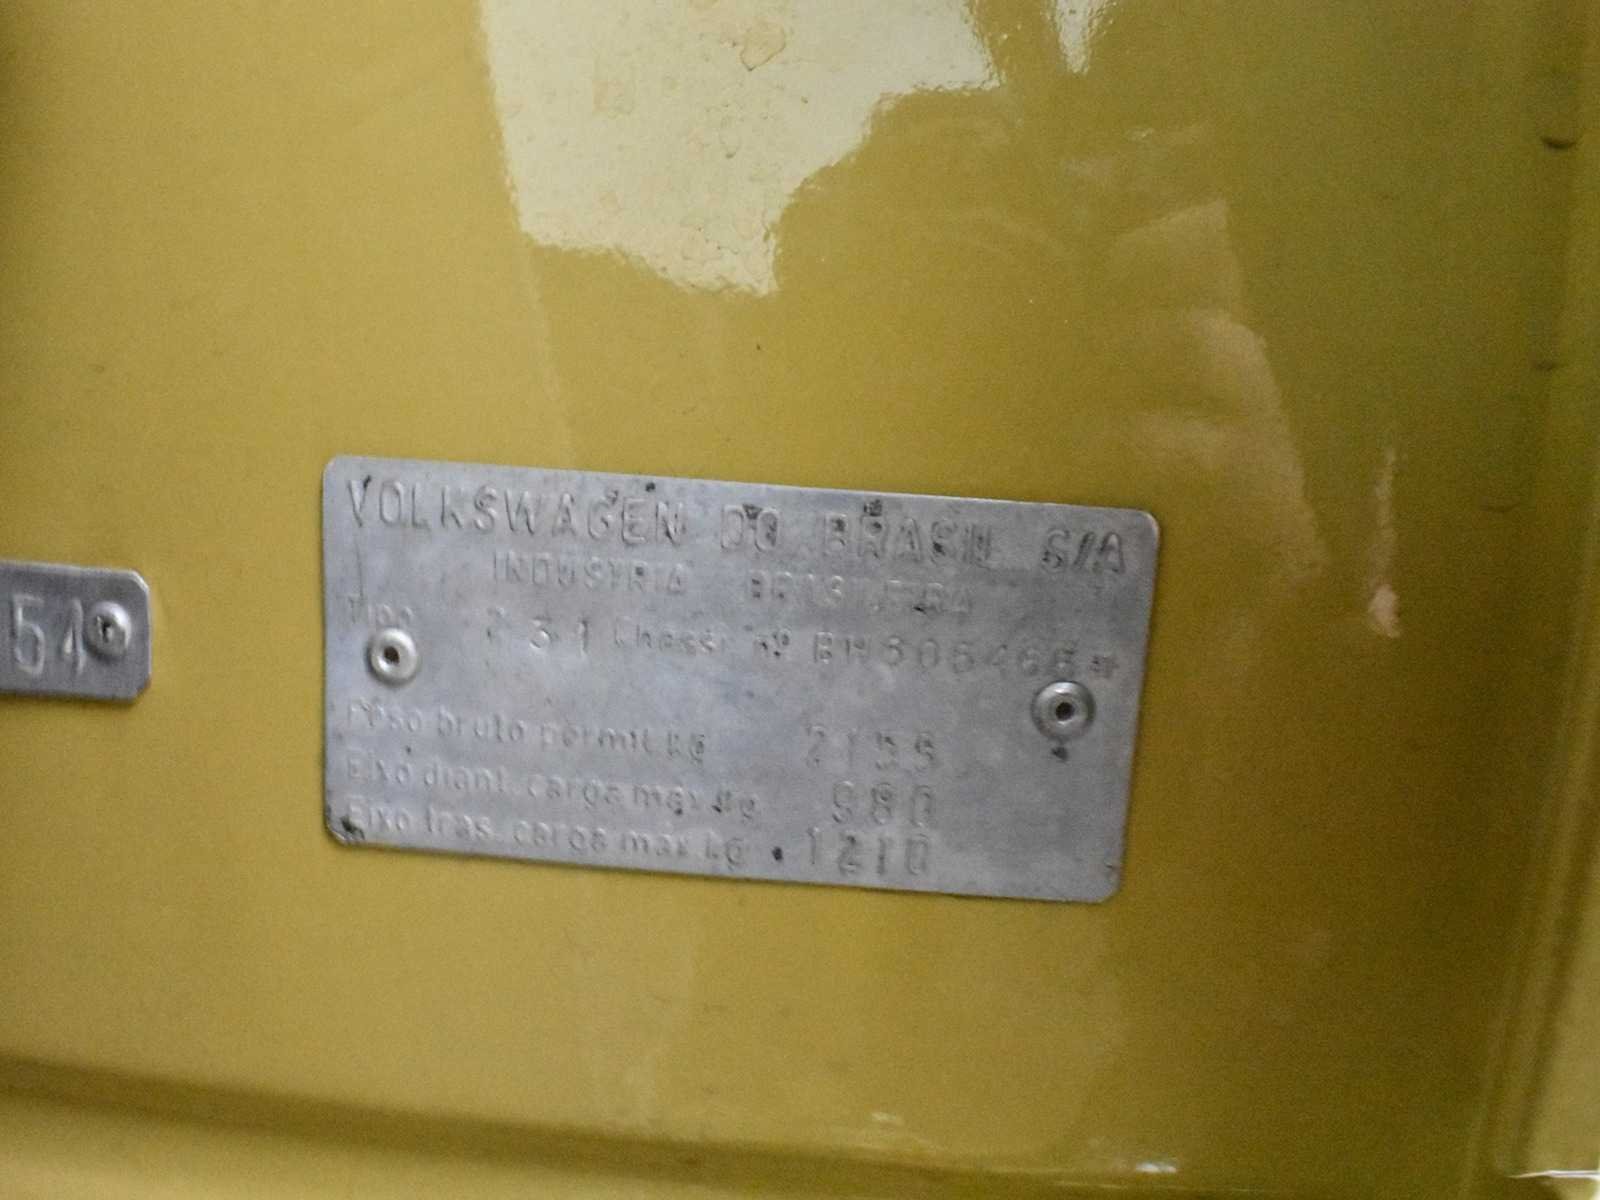 54
VOLKSWAGEN DO BRASIL S/A
INDUSTRIA BRASILEIRA
Tipo 231 Chassi nº
Peso bruto permit kg 2155
Eixo diant. carga max kg 980
Eixo tras. carga max kg 1210